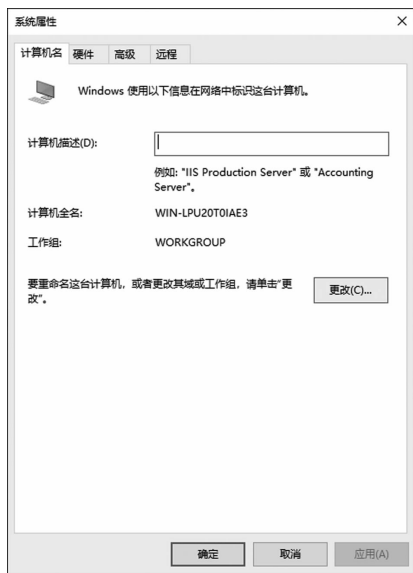 系统属性
计算机名 硬件 高级 远程
Windows 使用以下信息在网络中标识这台计算机。
计算机描述(D):
例如: "IIS Production Server" 或 "Accounting
Server"。
计算机全名: WIN-LPU20T0IAE3
工作组: WORKGROUP
要重命名这台计算机，或者更改其域或工作组，请单击"更
改"。
更改(C)...
确定 取消 应用(A)